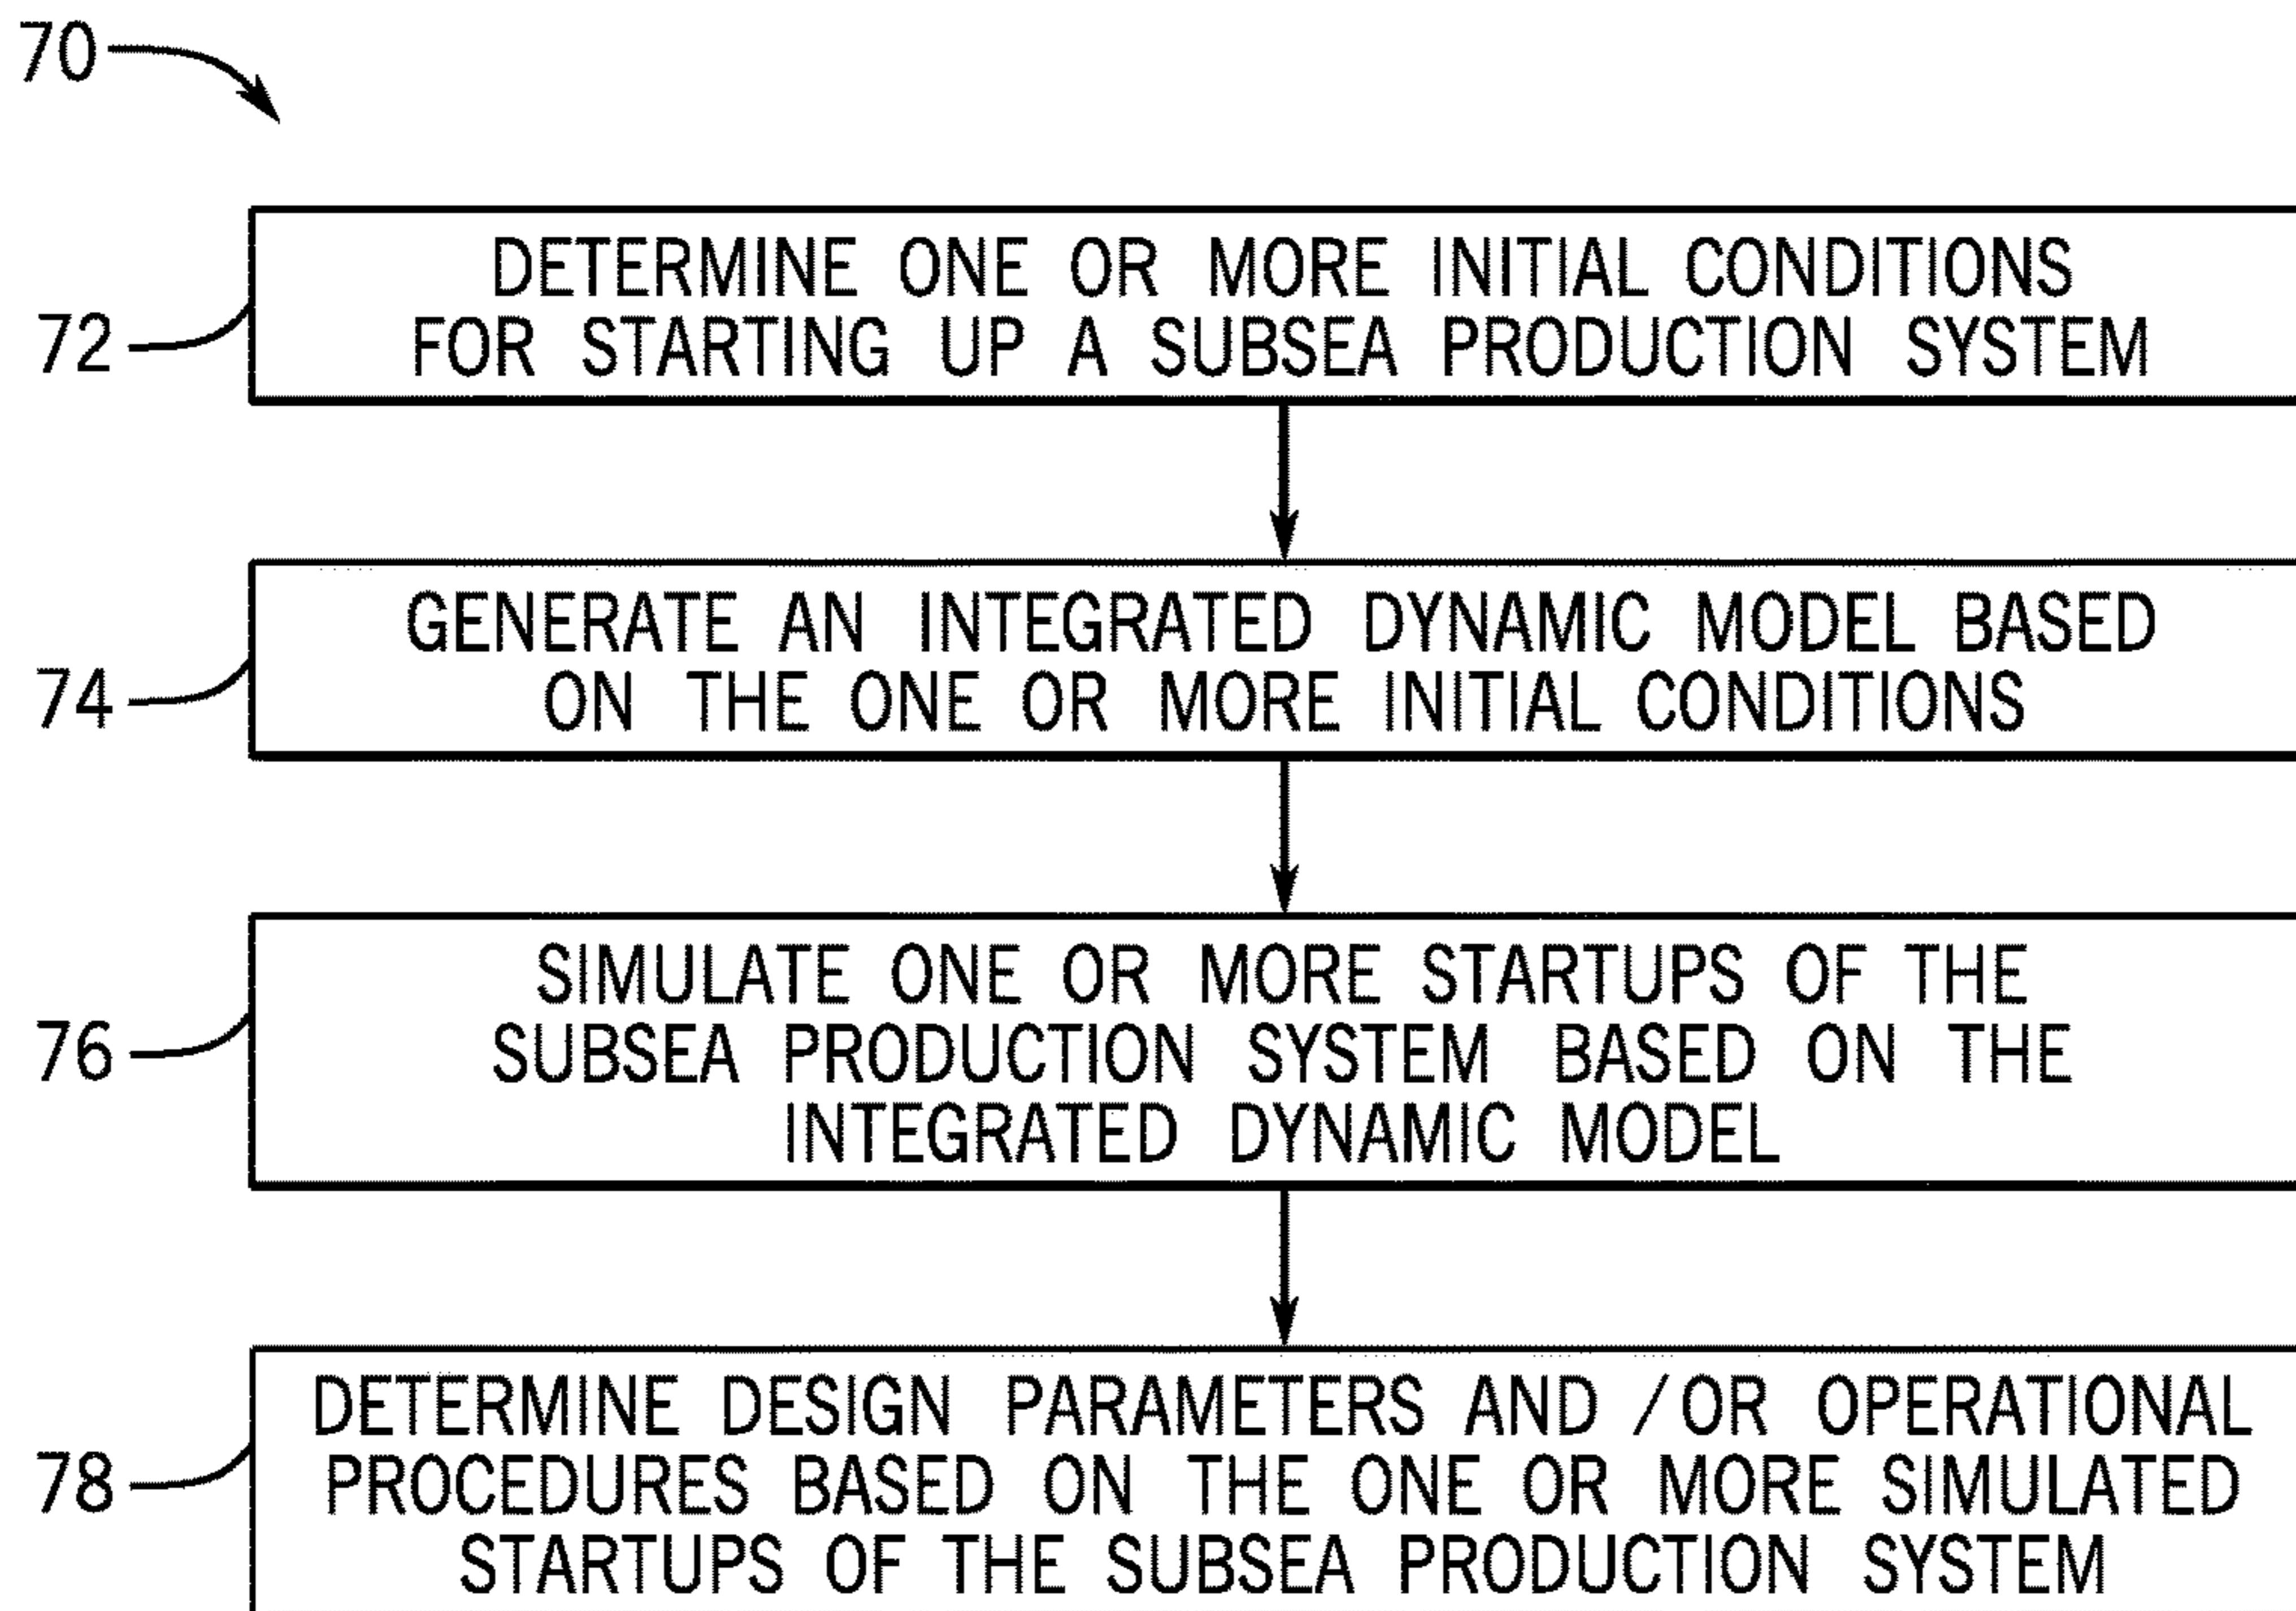 70
DETERMINE ONE OR MORE INITIAL CONDITIONS
FOR STARTING UP A SUBSEA PRODUCTION SYSTEM
72
GENERATE AN INTEGRATED DYNAMIC MODEL BASED
ON THE ONE OR MORE INITIAL CONDITIONS
74
SIMULATE ONE OR MORE STARTUPS OF THE
SUBSEA PRODUCTION SYSTEM BASED ON THE
INTEGRATED DYNAMIC MODEL
76
DETERMINE DESIGN PARAMETERS AND /OR OPERATIONAL
PROCEDURES BASED ON THE ONE OR MORE SIMULATED
STARTUPS OF THE SUBSEA PRODUCTION SYSTEM
78